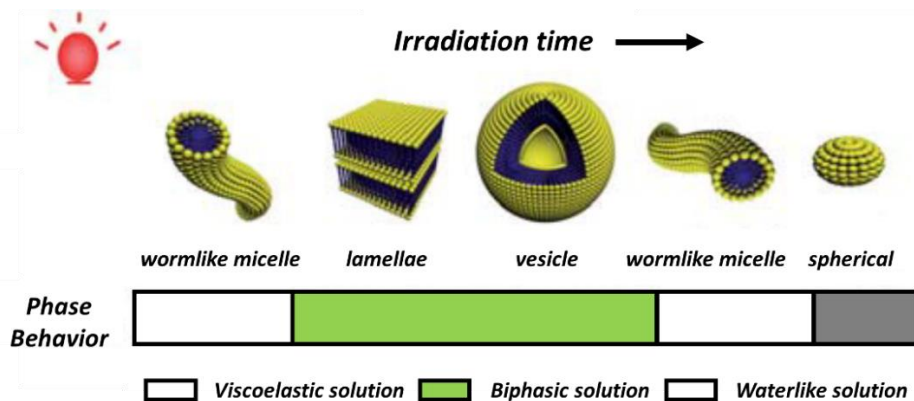 Irradiation time
wormlike micelle lamellae vesicle wormlike micelle spherical
Phase
Behavior
Viscoelastic solution Biphasic solution Waterlike solution